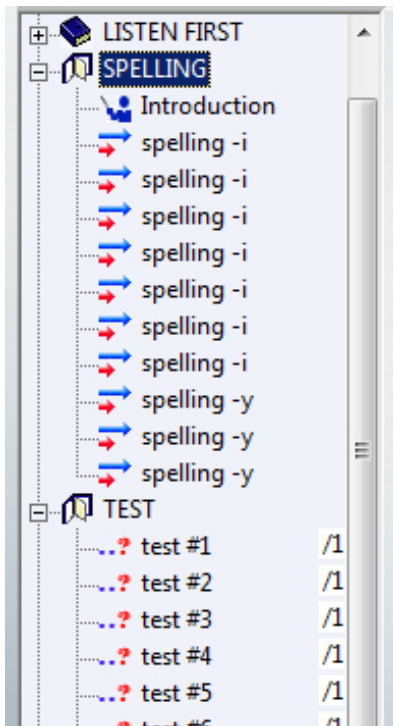 LISTEN FIRST
SPELLING
Introduction
spelling -i
spelling -i
spelling -i
spelling -i
spelling -i
spelling -i
spelling -i
spelling -y
spelling -y
spelling -y
TEST
test #1 /1
test #2 /1
test #3 /1
test #4 /1
test #5 /1